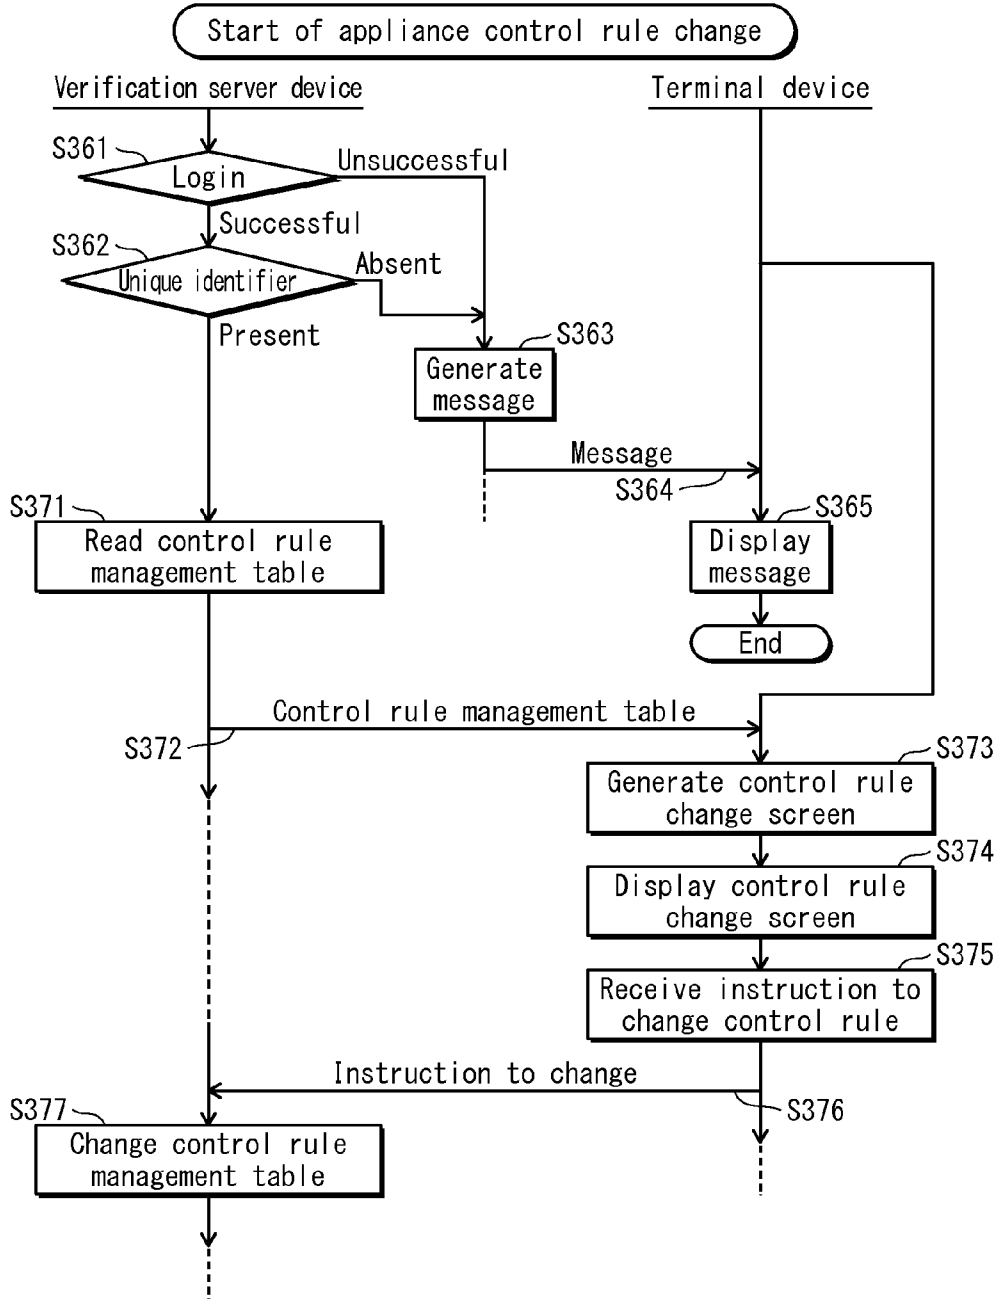 Start of appliance control rule change
Verification server device
Terminal device
S361
Login
Unsuccessful
Successful
S362
Unique identifier
Absent
Present
S363
Generate
message
Message
S364
S365
Display
message
End
S371
Read control rule
management table
Control rule management table
S372
S373
Generate control rule
change screen
S374
Display control rule
change screen
S375
Receive instruction to
change control rule
Instruction to change
S376
S377
Change control rule
management table